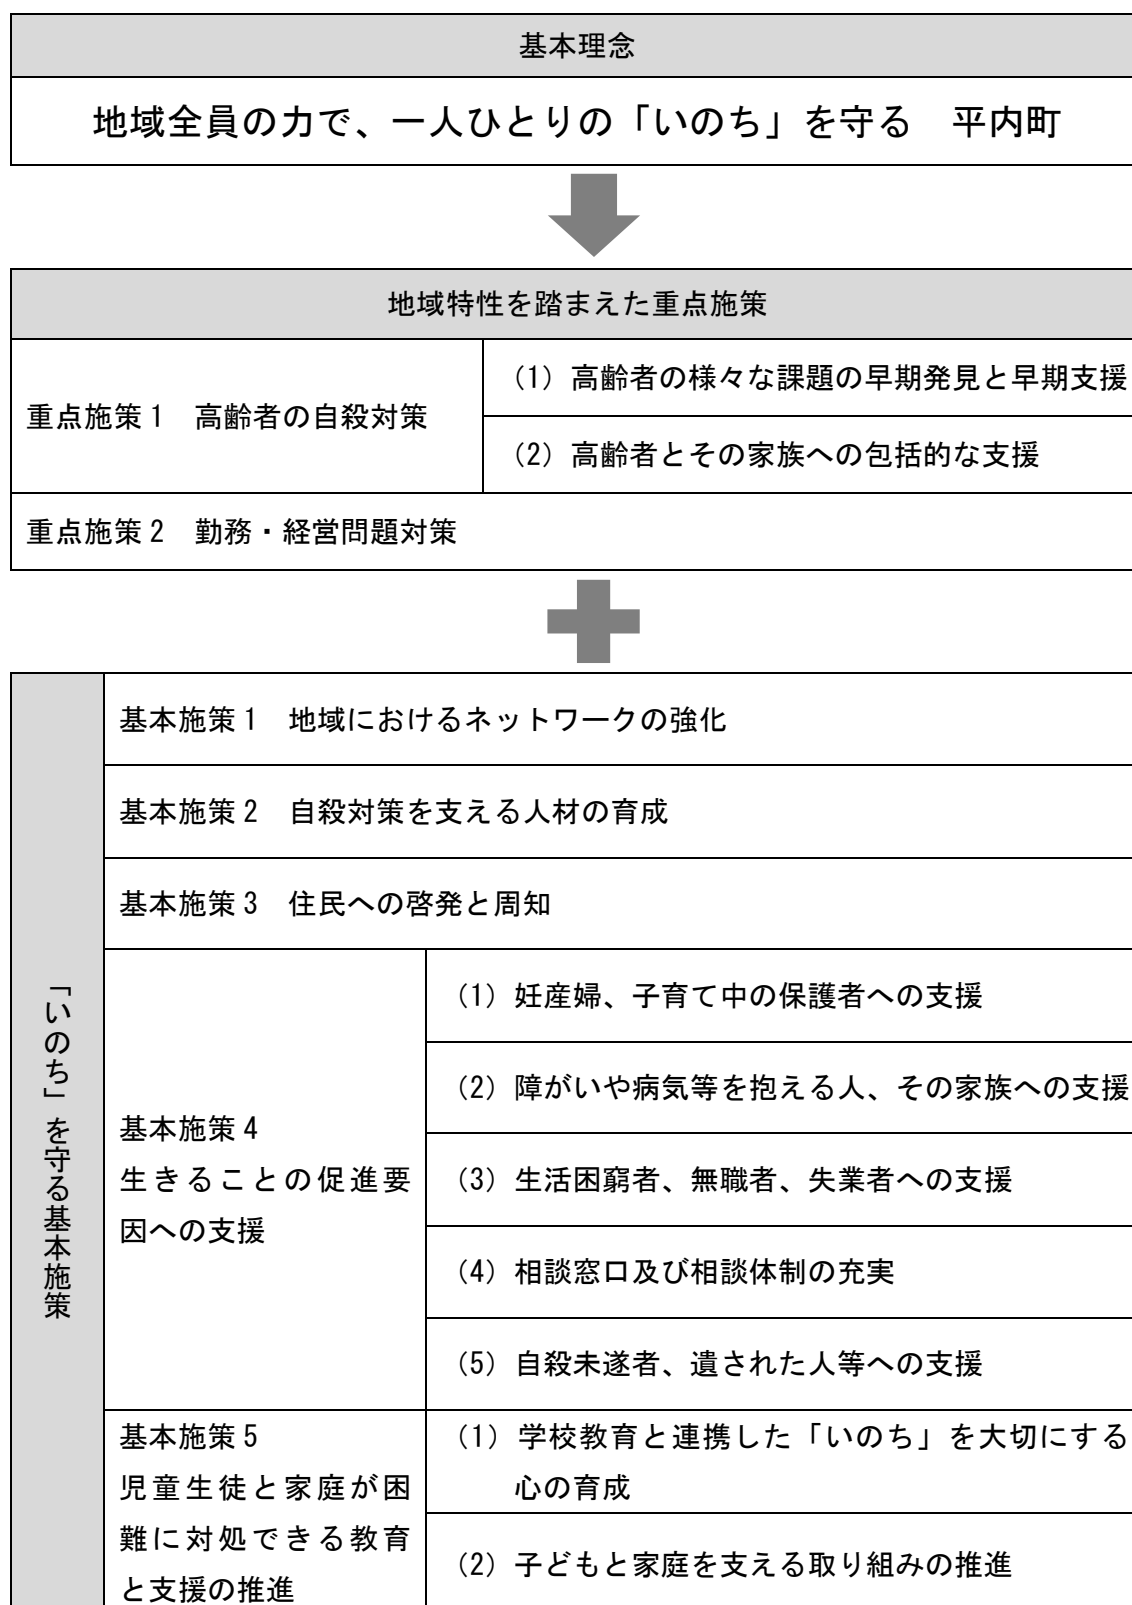 基本理念
地域全員の力で、一人ひとりの「いのち」を守る　平内町
地域特性を踏まえた重点施策
重点施策1　高齢者の自殺対策
（1）高齢者の様々な課題の早期発見と早期支援
（2）高齢者とその家族への包括的な支援
重点施策2　勤務・経営問題対策
「いのち」を守る基本施策
基本施策1　地域におけるネットワークの強化
基本施策2　自殺対策を支える人材の育成
基本施策3　住民への啓発と周知
基本施策4
生きることの促進要
因への支援
（1）妊産婦、子育て中の保護者への支援
（2）障がいや病気等を抱える人、その家族への支援
（3）生活困窮者、無職者、失業者への支援
（4）相談窓口及び相談体制の充実
（5）自殺未遂者、遺された人等への支援
基本施策5
児童生徒と家庭が困
難に対処できる教育
と支援の推進
（1）学校教育と連携した「いのち」を大切にする
心の育成
（2）子どもと家庭を支える取り組みの推進